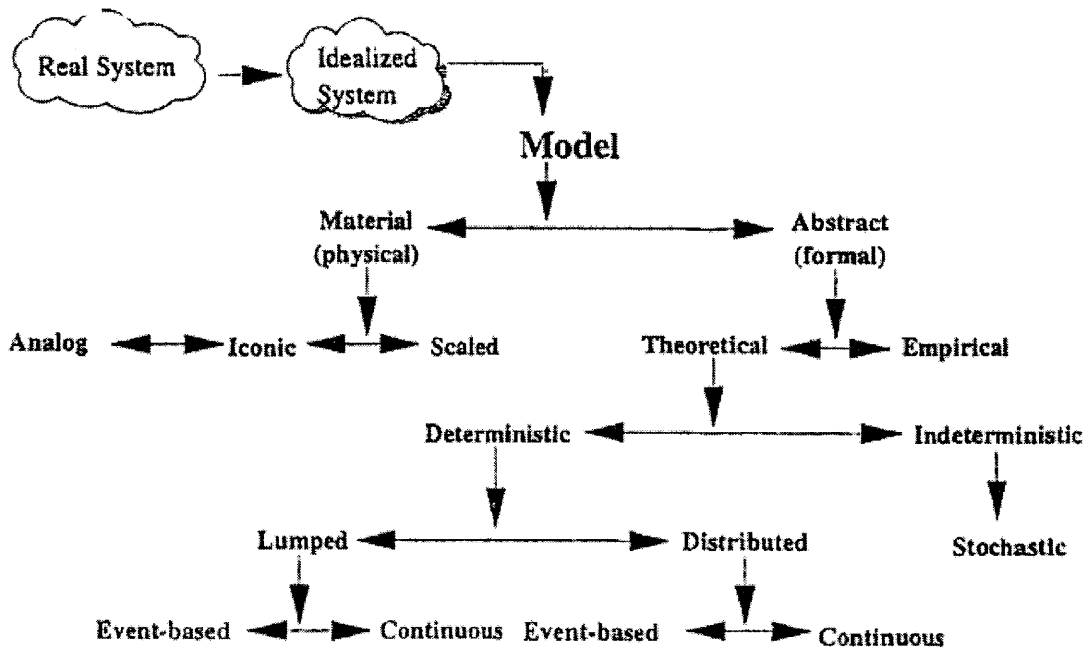 Real System
Idealized
System
Model
Material
(physical)
Abstract
(formal)
Analog
Iconic
Scaled
Theoretical
Empirical
Deterministic
Indeterministic
Lumped
Distributed
Stochastic
Event-based
Continuous
Event-based
Continuous